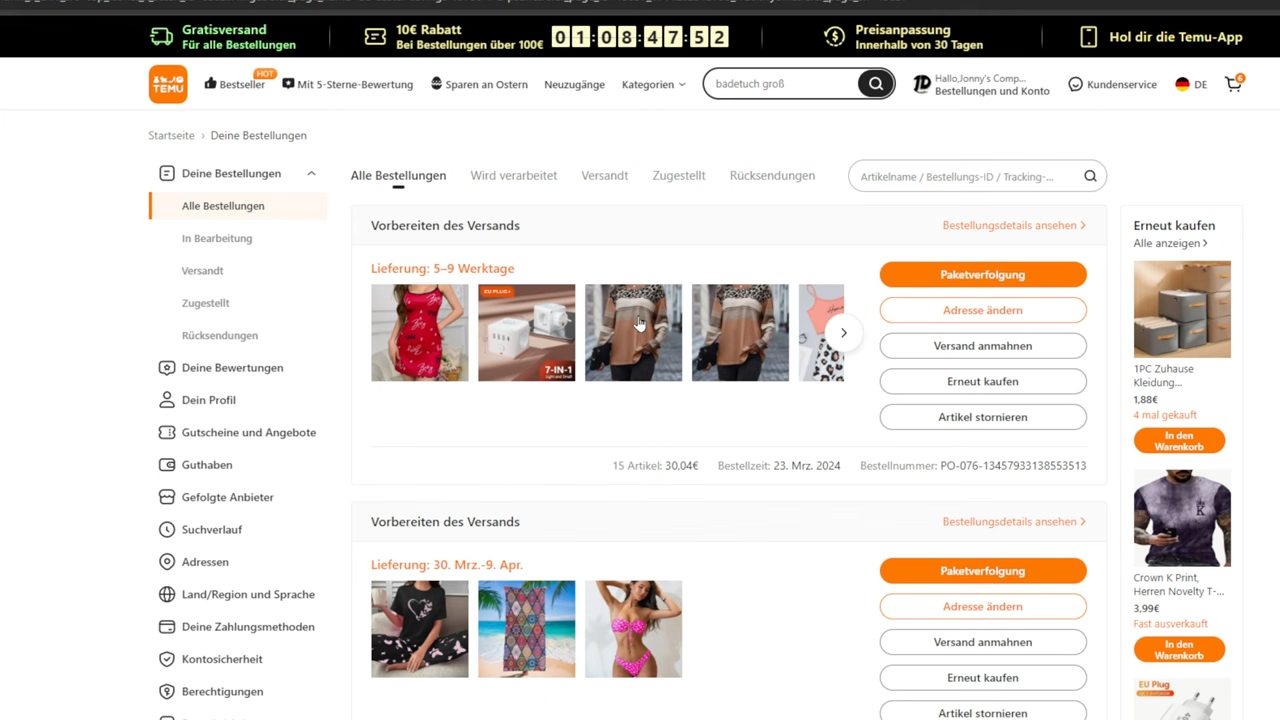 Gratisversand
Für alle Bestellungen
10€ Rabatt
Bei Bestellungen über 100€
01:08:47:52
Preisanpassung
Innerhalb von 30 Tagen
Hol dir die Temu-App
TEMU
Bestseller
HOT
Mit 5-Sterne-Bewertung
Sparen an Ostern
Neuzugänge
Kategorien
badetuch groß
Hallo,Jonny's Comp...
Bestellungen und Konto
Kundenservice
DE
6
Startseite › Deine Bestellungen
Deine Bestellungen
Alle Bestellungen
In Bearbeitung
Versandt
Zugestellt
Rücksendungen
Deine Bewertungen
Dein Profil
Gutscheine und Angebote
Guthaben
Gefolgte Anbieter
Suchverlauf
Adressen
Land/Region und Sprache
Deine Zahlungsmethoden
Kontosicherheit
Berechtigungen
Alle Bestellungen
Wird verarbeitet
Versandt
Zugestellt
Rücksendungen
Artikelname / Bestellungs-ID / Tracking-...
Vorbereiten des Versands
Bestellungsdetails ansehen
Lieferung: 5–9 Werktage
EU PLUG
7-IN-1
Paketverfolgung
Adresse ändern
Versand anmahnen
Erneut kaufen
Artikel stornieren
15 Artikel: 30,04€
Bestellzeit: 23. Mrz. 2024
Bestellnummer: PO-076-13457933138553513
Vorbereiten des Versands
Bestellungsdetails ansehen
Lieferung: 30. Mrz.-9. Apr.
Paketverfolgung
Adresse ändern
Versand anmahnen
Erneut kaufen
Artikel stornieren
Erneut kaufen
Alle anzeigen
1PC Zuhause
Kleidung...
1,88€
4 mal gekauft
In den
Warenkorb
K
Crown K Print,
Herren Novelty T-...
3,99€
Fast ausverkauft
In den
Warenkorb
EU Plug